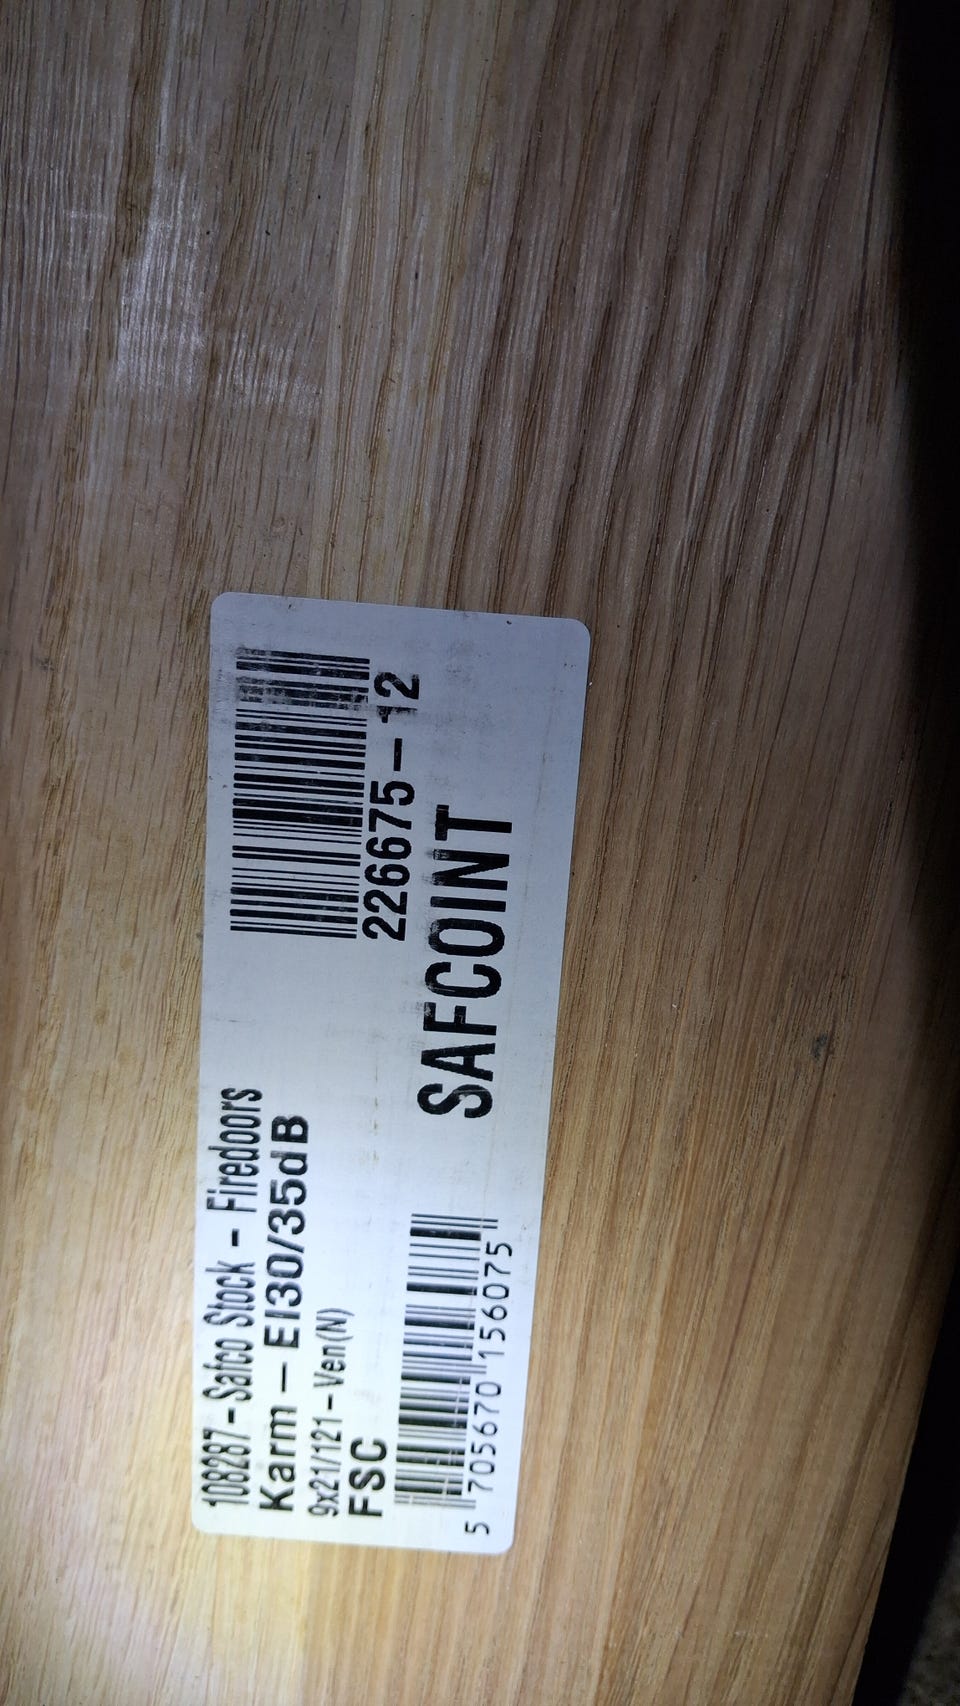 108287-Safco Stock - Firedoors
Karm - EI30/35dB
9x21/121-Ven(N)
FSC
5 705670 156075
226675-12
SAFCOINT